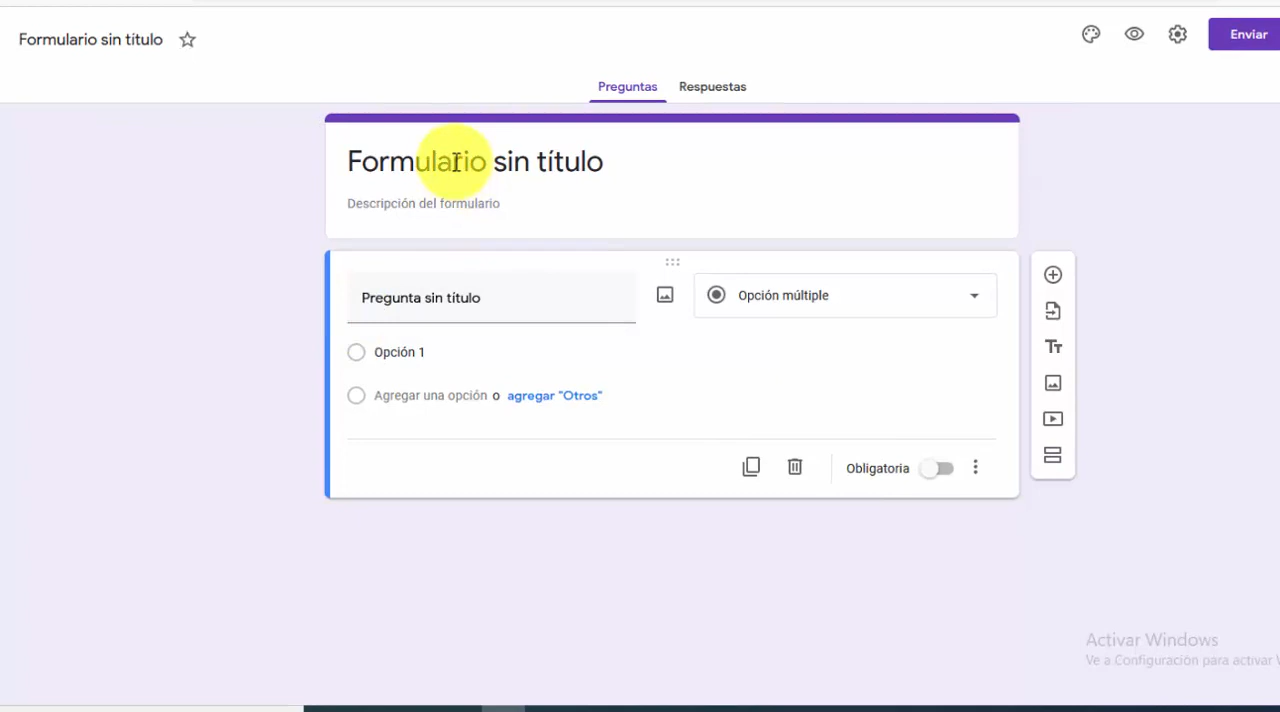 Formulario sin título
Enviar
Preguntas Respuestas
Formulario sin título
Descripción del formulario
Pregunta sin título
Opción múltiple
Opción 1
Agregar una opción o agregar "Otros"
Obligatoria
Activar Windows
Ve a Configuración para activar